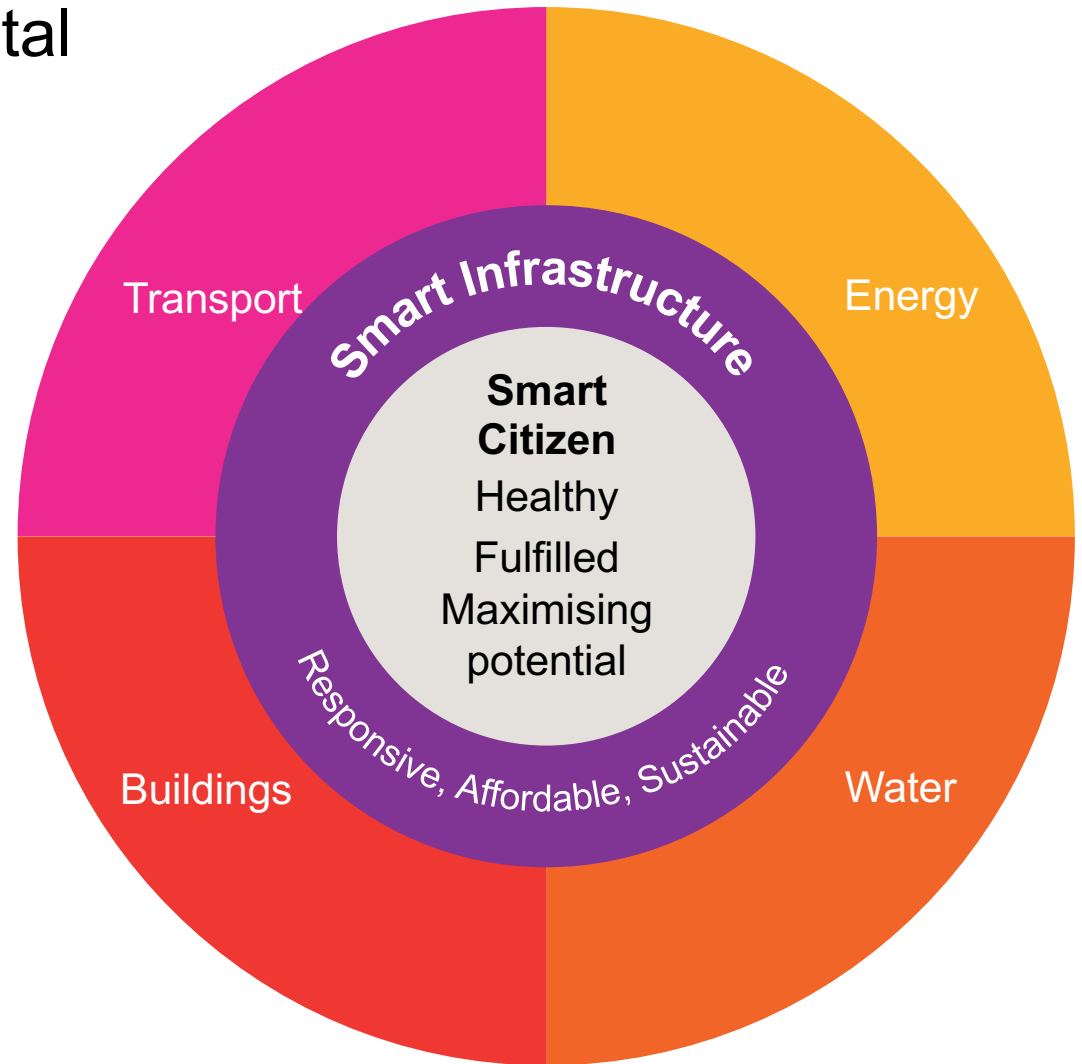 tal
Transport
Energy
Smart Infrastructure
Smart
Citizen
Healthy
Fulfilled
Maximising
potential
Responsive, Affordable, Sustainable
Buildings
Water